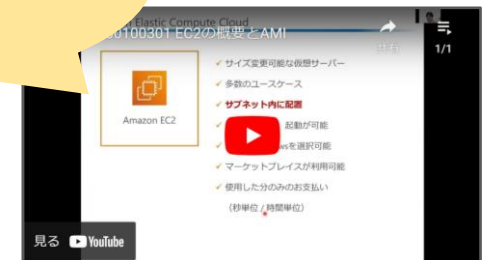 Elastic Compute Cloud
00100301 EC2の概要とAMI
共有
1/1
✓ サイズ変更可能な仮想サーバー
✓ 多数のユースケース
✓ サブネット内に配置
Amazon EC2
✓ 起動が可能
✓ を選択可能
✓ マーケットプレイスが利用可能
✓ 使用した分のみのお支払い
(秒単位 / 時間単位)
見る YouTube